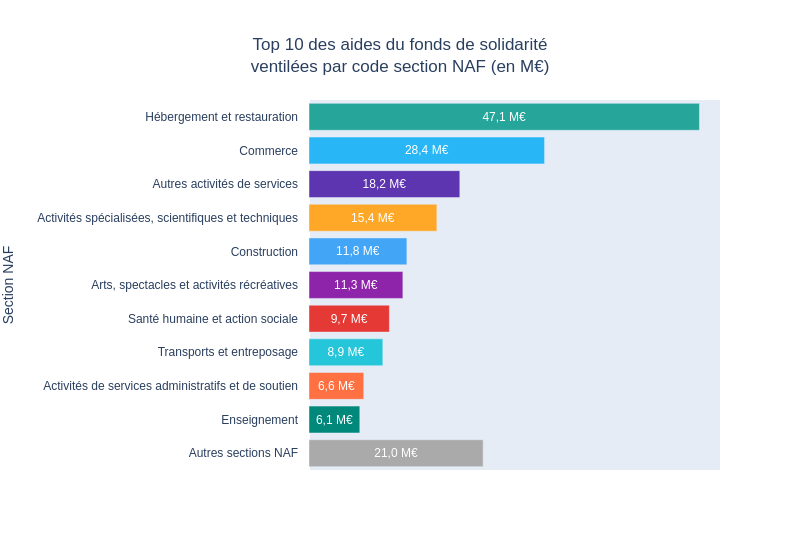 Top 10 des aides du fonds de solidarité
ventilées par code section NAF (en M€)
Section NAF
Hébergement et restauration 47,1 M€
Commerce 28,4 M€
Autres activités de services 18,2 M€
Activités spécialisées, scientifiques et techniques 15,4 M€
Construction 11,8 M€
Arts, spectacles et activités récréatives 11,3 M€
Santé humaine et action sociale 9,7 M€
Transports et entreposage 8,9 M€
Activités de services administratifs et de soutien 6,6 M€
Enseignement 6,1 M€
Autres sections NAF 21,0 M€